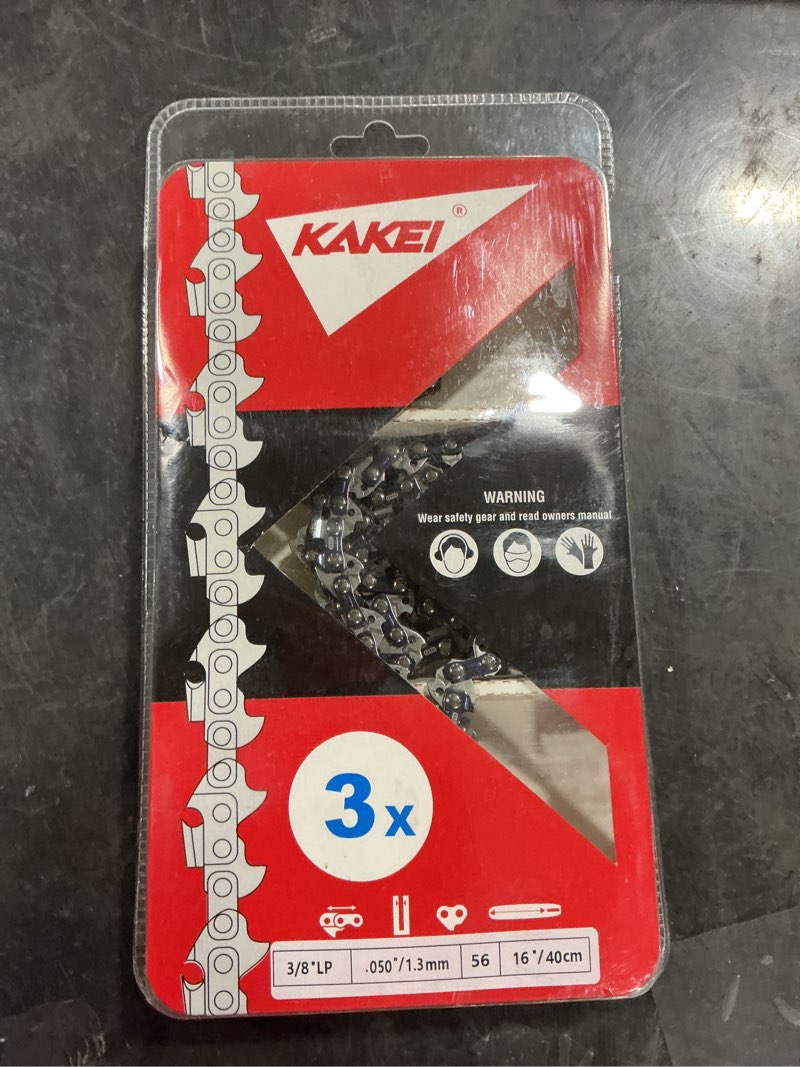 KAKEI ®
WARNING
Wear safety gear and read owners manual
3x
3/8"LP .050"/1.3mm 56 16"/40cm